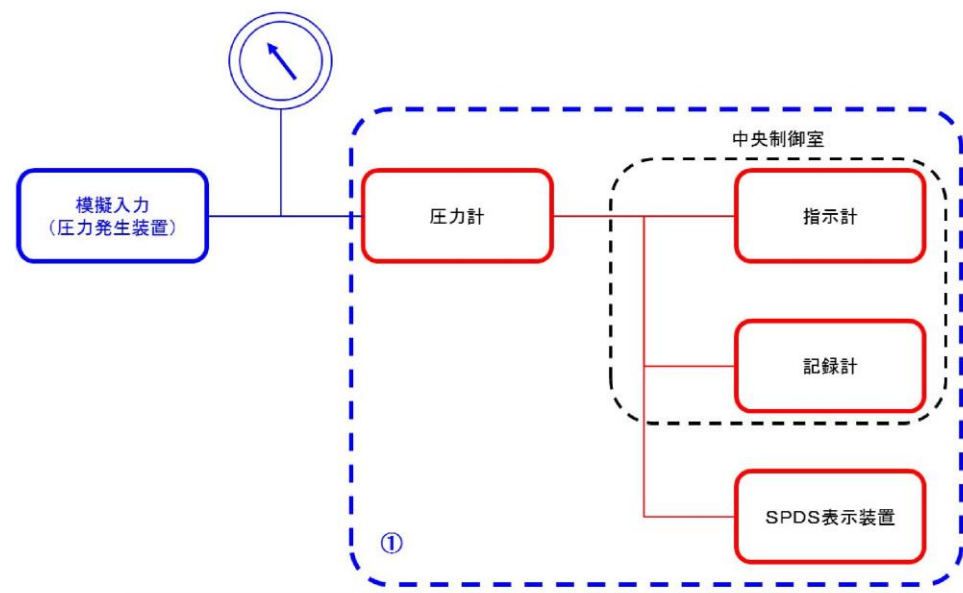 中央制御室
模擬入力
（圧力発生装置）
圧力計
指示計
記録計
SPDS表示装置
①